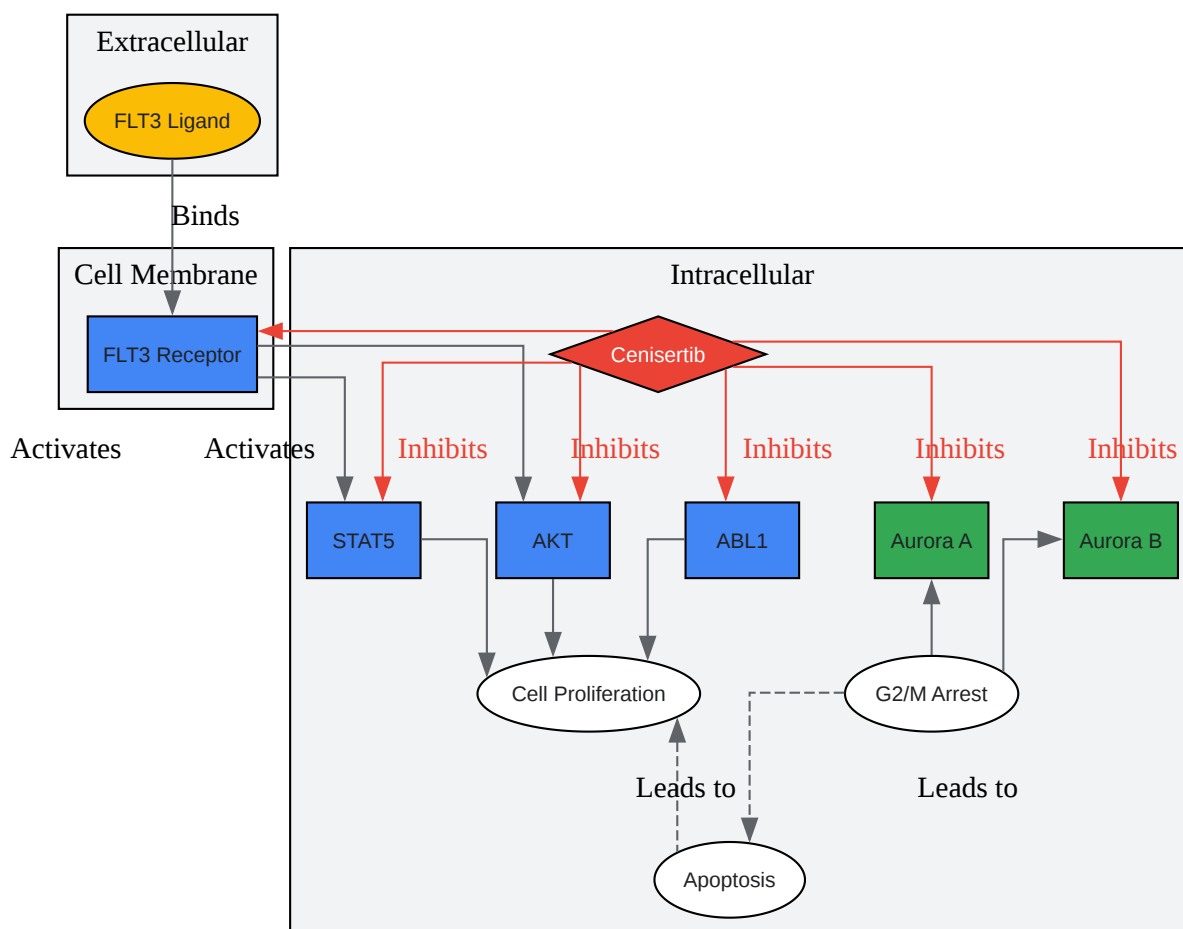 Extracellular
FLT3 Ligand
Binds
Cell Membrane
Intracellular
FLT3 Receptor
Cenisertib
Activates
Activates
Inhibits
Inhibits
Inhibits
Inhibits
Inhibits
STAT5
AKT
ABL1
Aurora A
Aurora B
Cell Proliferation
G2/M Arrest
Leads to
Leads to
Apoptosis